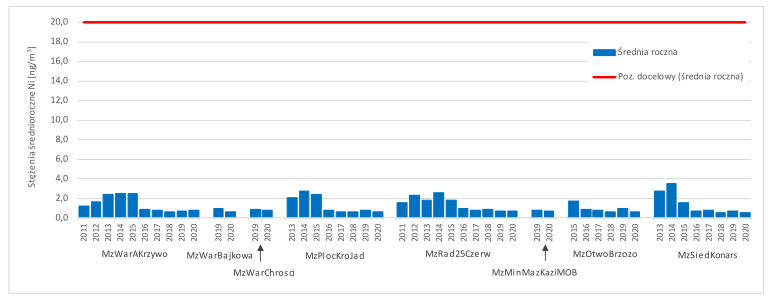 Stężenia średnioroczne Ni [ng/m³]
20,0
18,0
16,0
14,0
12,0
10,0
8,0
6,0
4,0
2,0
0,0
Średnia roczna
Poz. docelowy (średnia roczna)
2011 2012 2013 2014 2015 2016 2017 2018 2019 2020
2019 2020
2019 2020
2013 2014 2015 2016 2017 2018 2019 2020
2011 2012 2013 2014 2015 2016 2017 2018 2019 2020
2019 2020
2015 2016 2017 2018 2019 2020
2013 2014 2015 2016 2017 2018 2019 2020
MzWarAKrzywo
MzWarBajkowa
MzWarChrosci
MzPlocKroJad
MzRad25Czerw
MzMinMazKaziMOB
MzOtwoBrzozo
MzSiedKonars